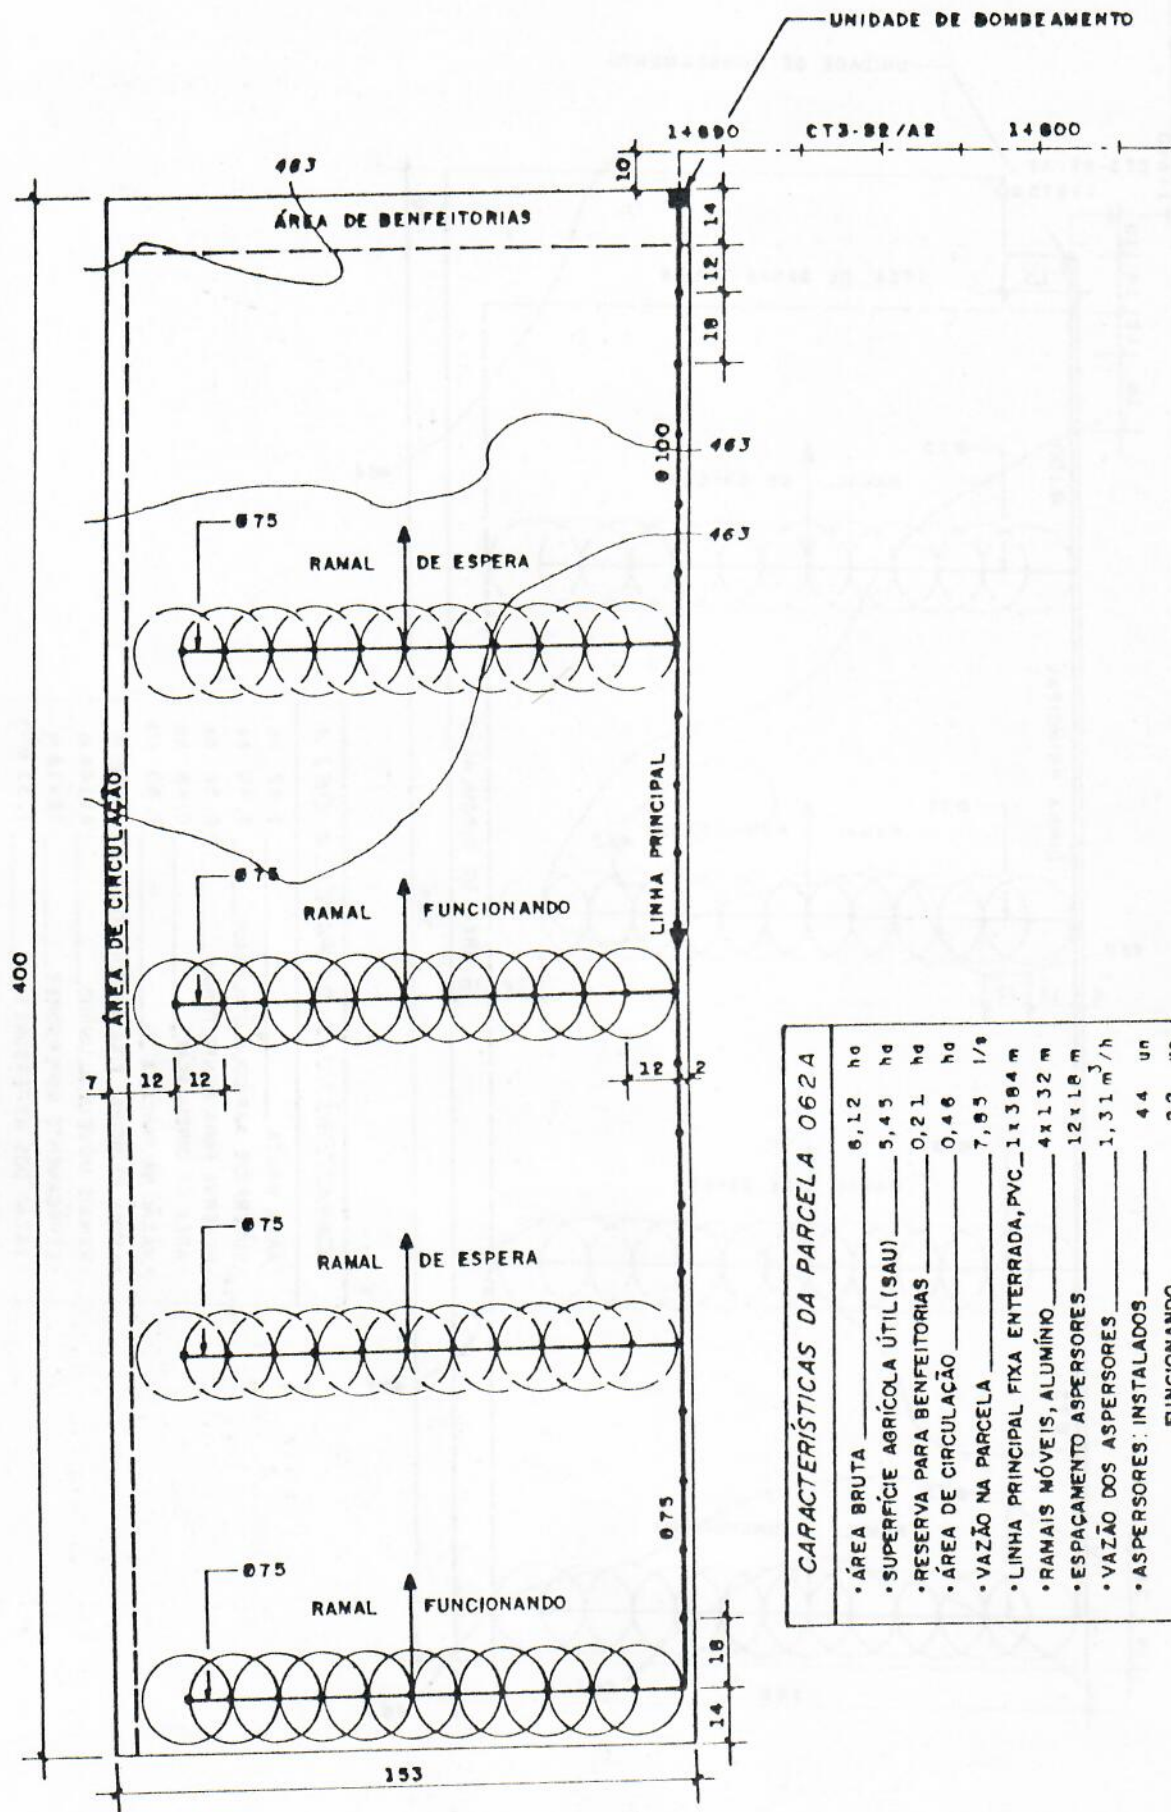 UNIDADE DE BOMBEAMENTO
CT3-S2/A2
14800
10
463
ÁREA DE BENFEITORIAS
14
12
18
ø100
463
ø75
463
RAMAL DE ESPERA
ÁREA DE CIRCULAÇÃO
LINHA PRINCIPAL
ø75
RAMAL FUNCIONANDO
400
7
12
12
12
2
ø75
RAMAL DE ESPERA
ø75
ø75
RAMAL FUNCIONANDO
18
14
153
CARACTERÍSTICAS DA PARCELA 062A
• ÁREA BRUTA 6,12 ha
• SUPERFÍCIE AGRÍCOLA ÚTIL (SAU) 5,45 ha
• RESERVA PARA BENFEITORIAS 0,21 ha
• ÁREA DE CIRCULAÇÃO 0,46 ha
• VAZÃO NA PARCELA 7,85 l/s
• LINHA PRINCIPAL FIXA ENTERRADA, PVC 1x384 m
• RAMAIS MÓVEIS, ALUMÍNIO 4x132 m
• ESPAÇAMENTO ASPERSORES 12x18 m
• VAZÃO DOS ASPERSORES 1,31 m³/h
• ASPERSORES: INSTALADOS 44 un
FUNCIONANDO